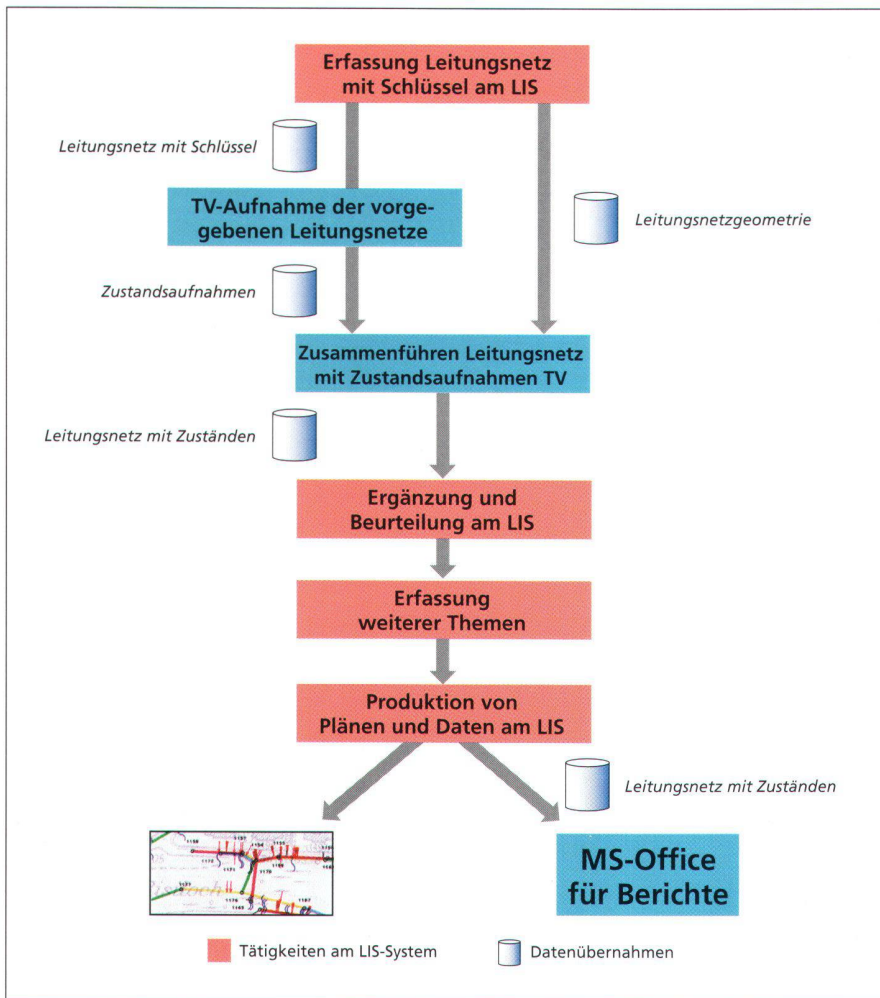 Erfassung Leitungsnetz
mit Schlüssel am LIS
Leitungsnetz mit Schlüssel
TV-Aufnahme der vorge-
gebenen Leitungsnetze
Leitungsnetzgeometrie
Zustandsaufnahmen
Zusammenführen Leitungsnetz
mit Zustandsaufnahmen TV
Leitungsnetz mit Zuständen
Ergänzung und
Beurteilung am LIS
Erfassung
weiterer Themen
Produktion von
Plänen und Daten am LIS
Leitungsnetz mit Zuständen
MS-Office
für Berichte
Tätigkeiten am LIS-System
Datenübernahmen